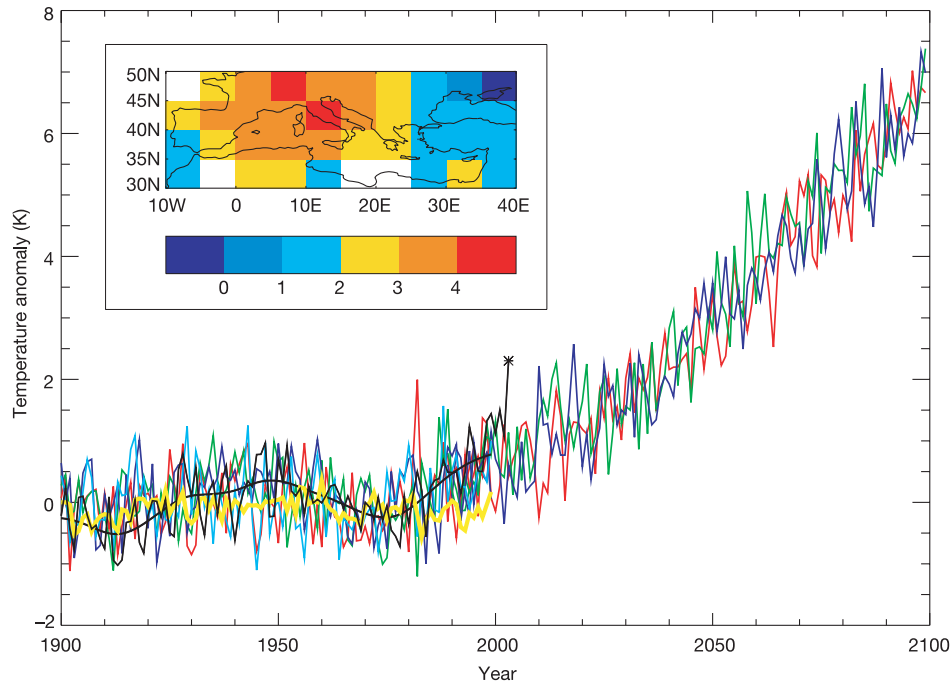 8
50N
45N
40N
35N
30N
10W 0 10E 20E 30E 40E
0 1 2 3 4
6
4
2
0
−2
Temperature anomaly (K)
1900 1950 2000 2050 2100
Year